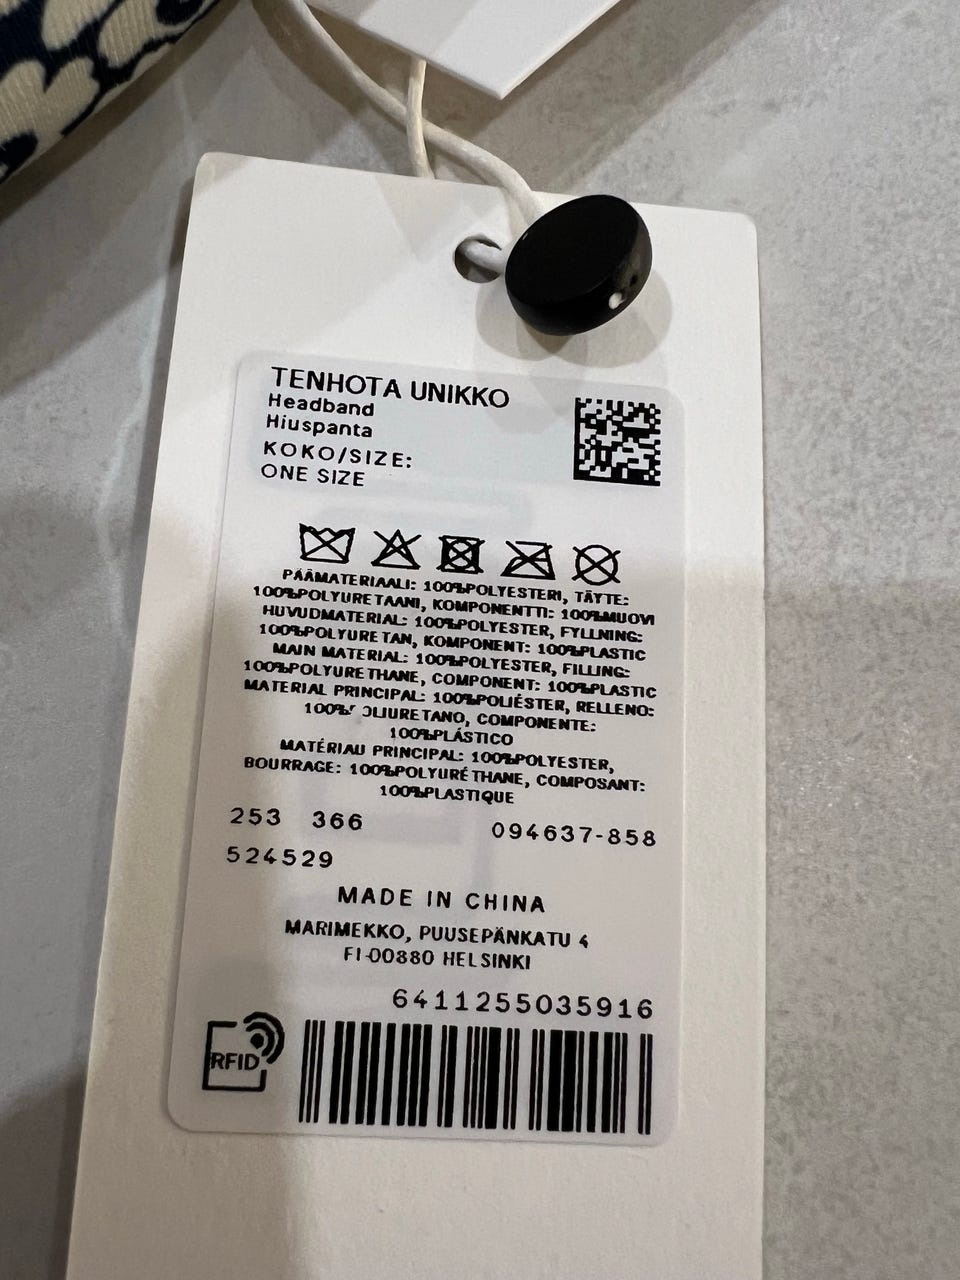 TENHOTA UNIKKO
Headband
Hiuspanta
KOKO/SIZE:
ONE SIZE
PÄÄMATERIAALI: 100%POLYESTERI, TÄYTE:
100%POLYURETAANI, KOMPONENTTI: 100%MUOVI
HUVUDMATERIAL: 100%POLYESTER, FYLLNING:
100%POLYURETAN, KOMPONENT: 100%PLASTIC
MAIN MATERIAL: 100%POLYESTER, FILLING:
100%POLYURETHANE, COMPONENT: 100%PLASTIC
MATERIAL PRINCIPAL: 100%POLIÉSTER, RELLENO:
100% OLIURETANO, COMPONENTE:
100%PLÁSTICO
MATÉRIAU PRINCIPAL: 100%POLYESTER,
BOURRAGE: 100%POLYURÉTHANE, COMPOSANT:
100%PLASTIQUE
253 366 094637-858
524529
MADE IN CHINA
MARIMEKKO, PUUSEPÄNKATU 4
FI-00880 HELSINKI
6411255035916
RFID